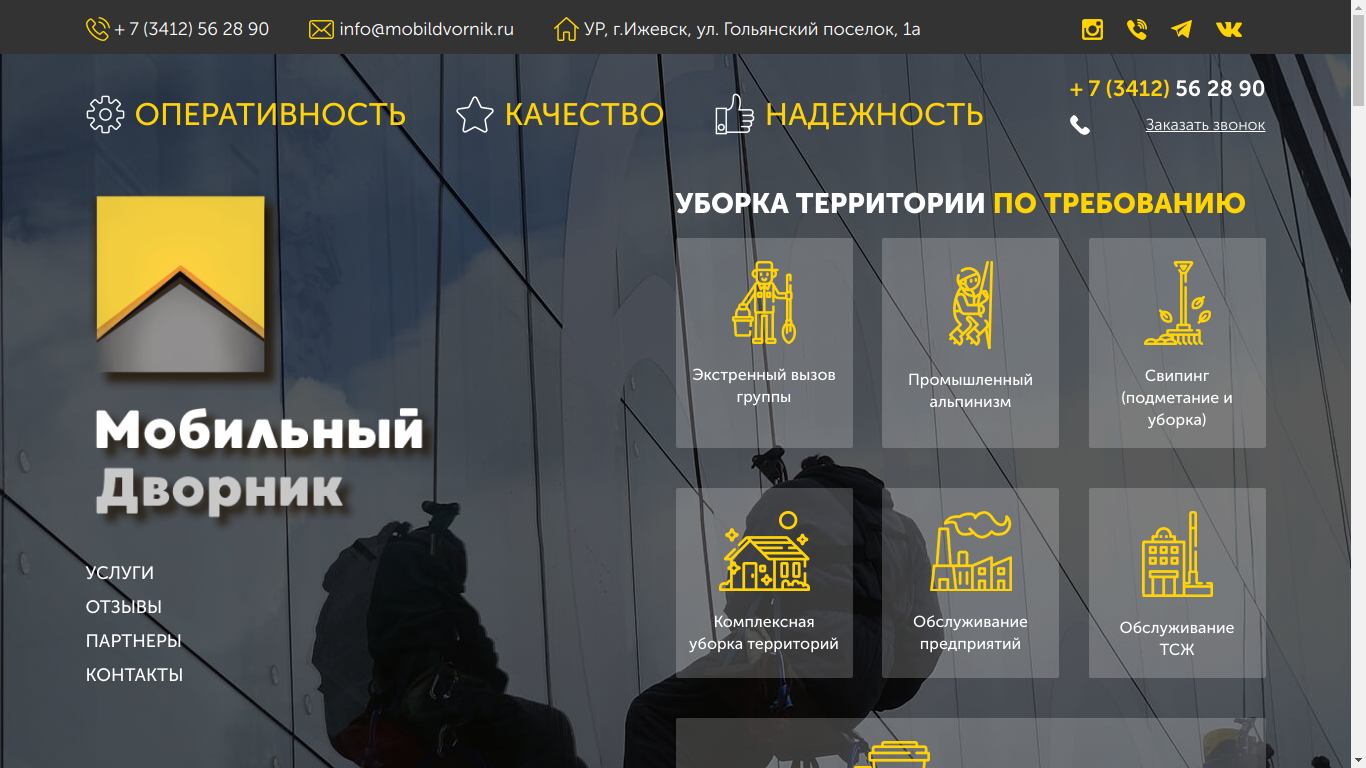 + 7 (3412) 56 28 90
info@mobildvornik.ru
УР, г.Ижевск, ул. Гольянский поселок, 1а
ОПЕРАТИВНОСТЬ
КАЧЕСТВО
НАДЕЖНОСТЬ
+ 7 (3412) 56 28 90
Заказать звонок
Мобильный
Дворник
УСЛУГИ
ОТЗЫВЫ
ПАРТНЕРЫ
КОНТАКТЫ
УБОРКА ТЕРРИТОРИИ ПО ТРЕБОВАНИЮ
Экстренный вызов
группы
Промышленный
альпинизм
Свипинг
(подметание и
уборка)
Комплексная
уборка территорий
Обслуживание
предприятий
Обслуживание
ТСЖ